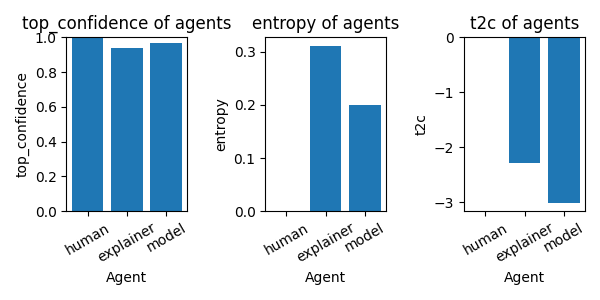 top_confidence of agents
top_confidence
1.0
0.8
0.6
0.4
0.2
0.0
human
explainer
model
Agent
entropy of agents
entropy
0.3
0.2
0.1
0.0
human
explainer
model
Agent
t2c of agents
t2c
0
−1
−2
−3
human
explainer
model
Agent